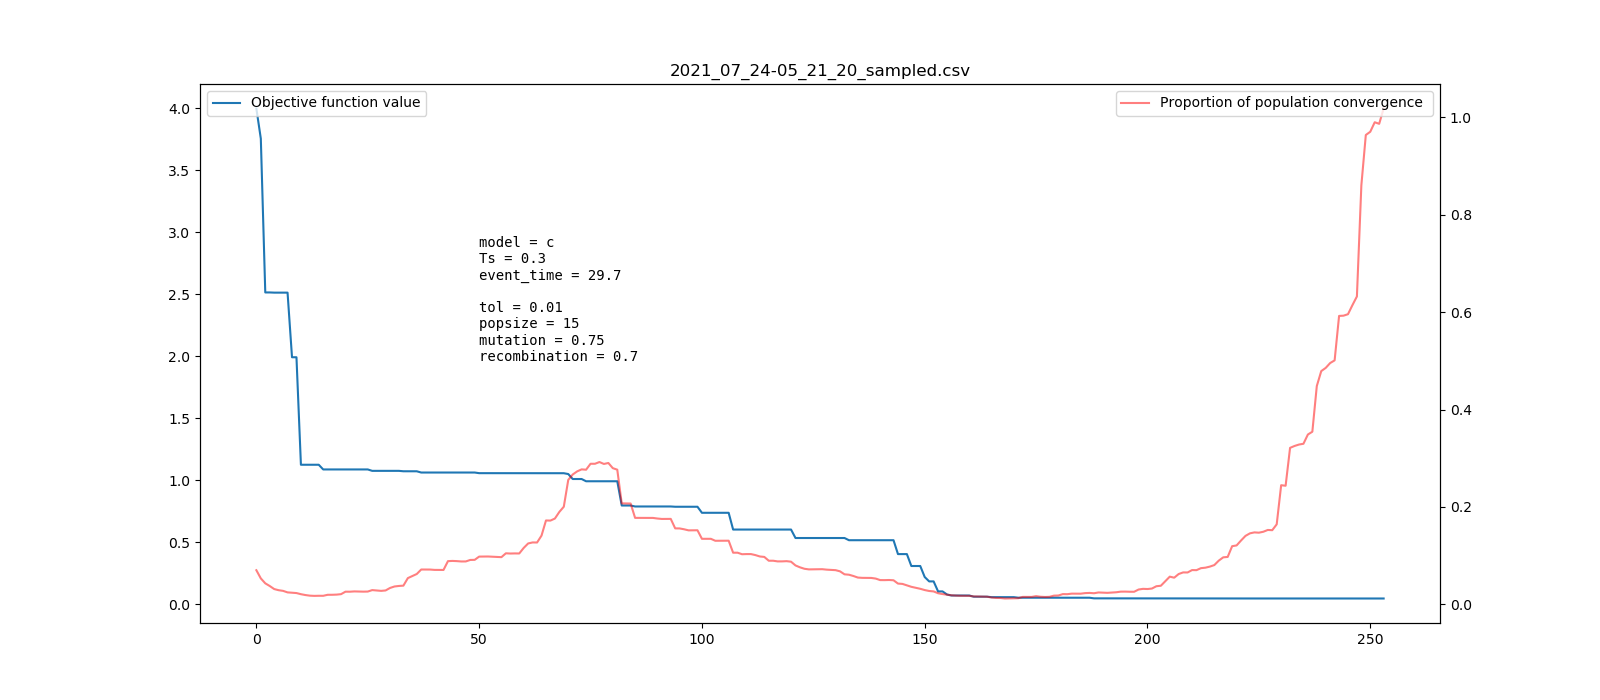 2021_07_24-05_21_20_sampled.csv
Objective function value
Proportion of population convergence
4.0
3.5
3.0
2.5
2.0
1.5
1.0
0.5
0.0
model = c
Ts = 0.3
event_time = 29.7
tol = 0.01
popsize = 15
mutation = 0.75
recombination = 0.7
1.0
0.8
0.6
0.4
0.2
0.0
0 50 100 150 200 250